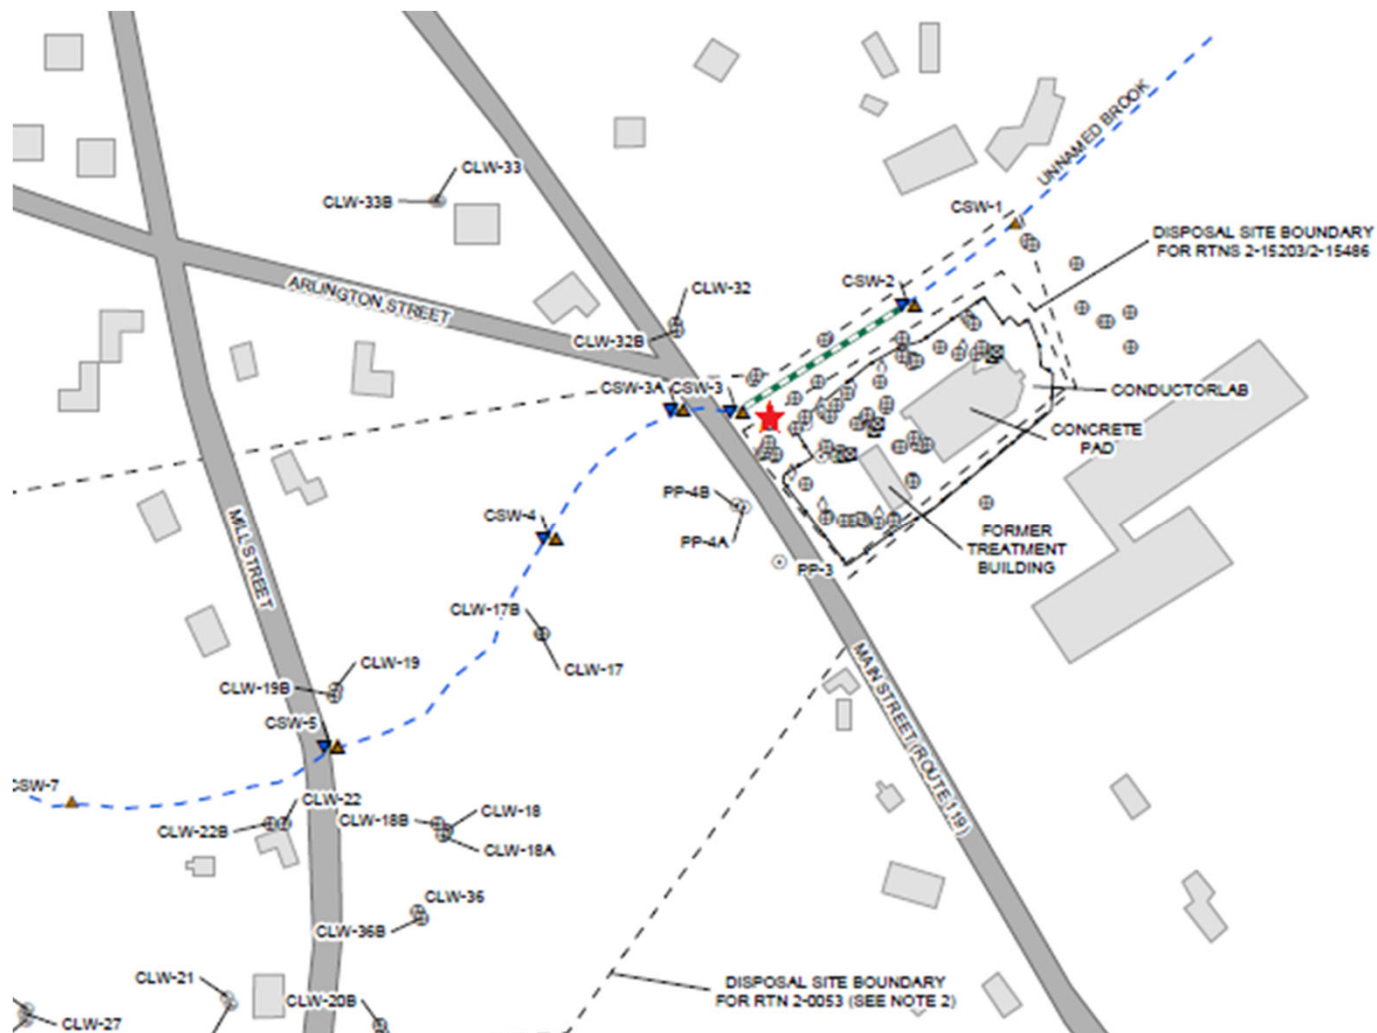 UNNAMED BROOK
CLW-33
CLW-33B
CSW-1
DISPOSAL SITE BOUNDARY
FOR RTNS 2-15203/2-15486
CSW-2
CLW-32
ARLINGTON STREET
CLW-32B
CSW-3A
CSW-3
CONDUCTORLAB
CONCRETE
PAD
PP-4B
CSW-4
FORMER
TREATMENT
BUILDING
PP-4A
MILL STREET
PP-3
CLW-17B
CLW-19
CLW-17
CLW-19B
CSW-5
MAIN STREET (ROUTE 119)
CSW-7
CLW-22
CLW-18
CLW-18B
CLW-22B
CLW-18A
CLW-36
CLW-36B
CLW-21
DISPOSAL SITE BOUNDARY
FOR RTN 2-0053 (SEE NOTE 2)
CLW-20B
CLW-27